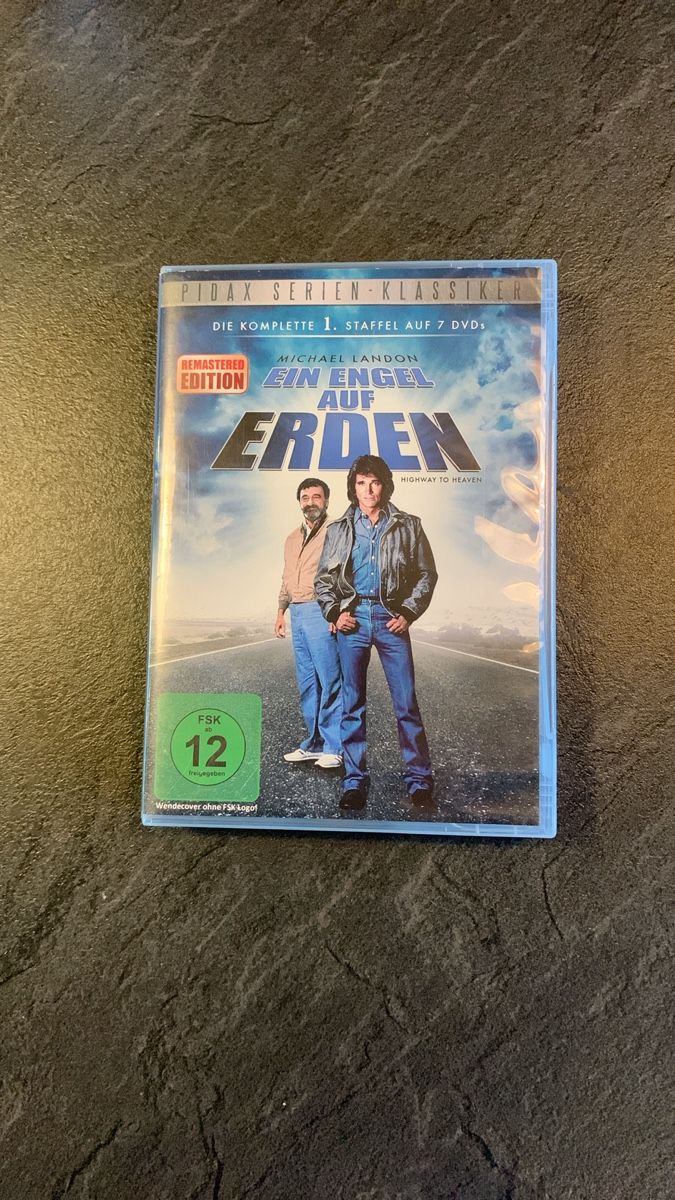 PIDAX SERIEN-KLASSIKER
DIE KOMPLETTE 1. STAFFEL AUF 7 DVDs
REMASTERED
EDITION
MICHAEL LANDON
EIN ENGEL
AUF
ERDEN
HIGHWAY TO HEAVEN
FSK
ab
12
freigegeben
Wendecover ohne FSK-Logo!